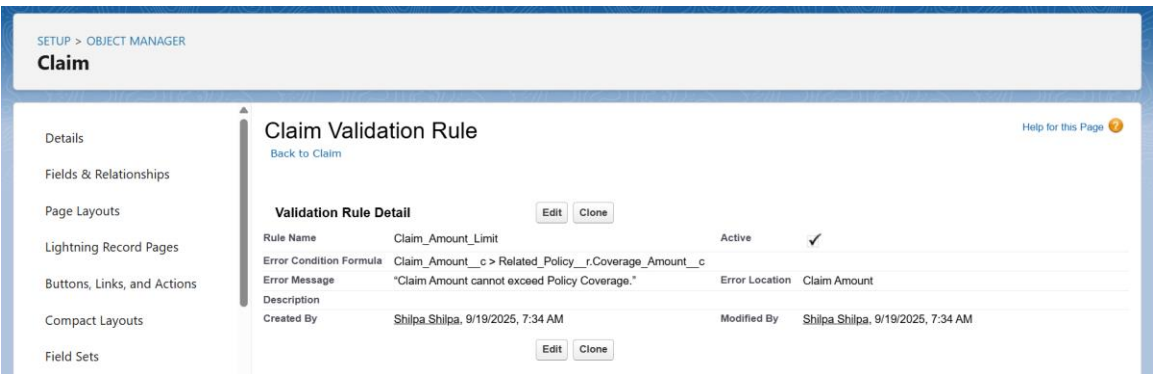 SETUP > OBJECT MANAGER
Claim
Details
Fields & Relationships
Page Layouts
Lightning Record Pages
Buttons, Links, and Actions
Compact Layouts
Field Sets
Claim Validation Rule
Help for this Page
Back to Claim
Validation Rule Detail Edit Clone
Rule Name Claim_Amount_Limit Active
Error Condition Formula Claim_Amount__c > Related_Policy__r.Coverage_Amount__c
Error Message “Claim Amount cannot exceed Policy Coverage.” Error Location Claim Amount
Description
Created By Shilpa Shilpa, 9/19/2025, 7:34 AM Modified By Shilpa Shilpa, 9/19/2025, 7:34 AM
Edit Clone